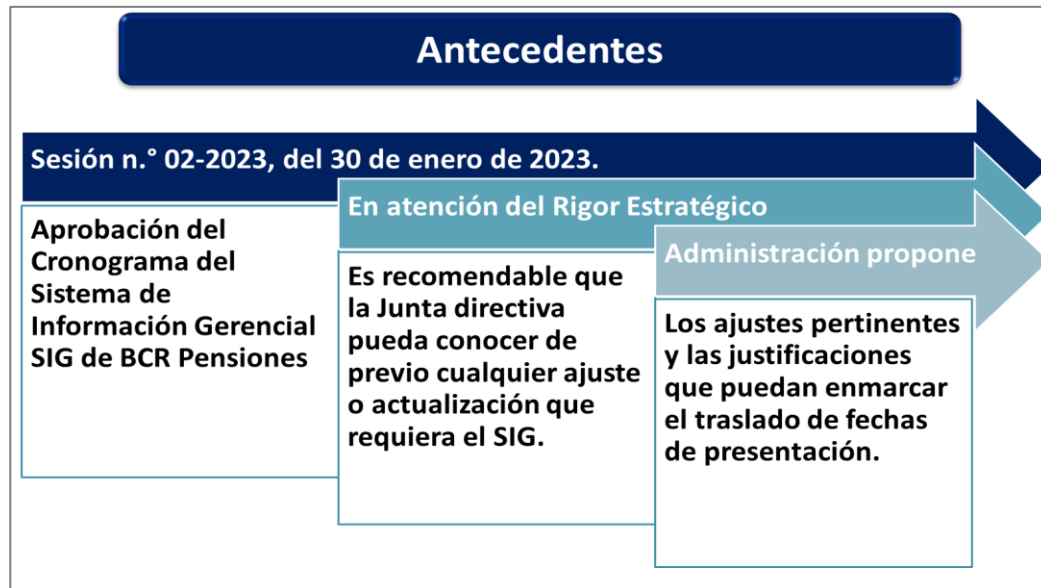 Antecedentes
Sesión n.° 02-2023, del 30 de enero de 2023.
Aprobación del
Cronograma del
Sistema de
Información Gerencial
SIG de BCR Pensiones
En atención del Rigor Estratégico
Es recomendable que
la Junta directiva
pueda conocer de
previo cualquier ajuste
o actualización que
requiera el SIG.
Administración propone
Los ajustes pertinentes
y las justificaciones
que puedan enmarcar
el traslado de fechas
de presentación.